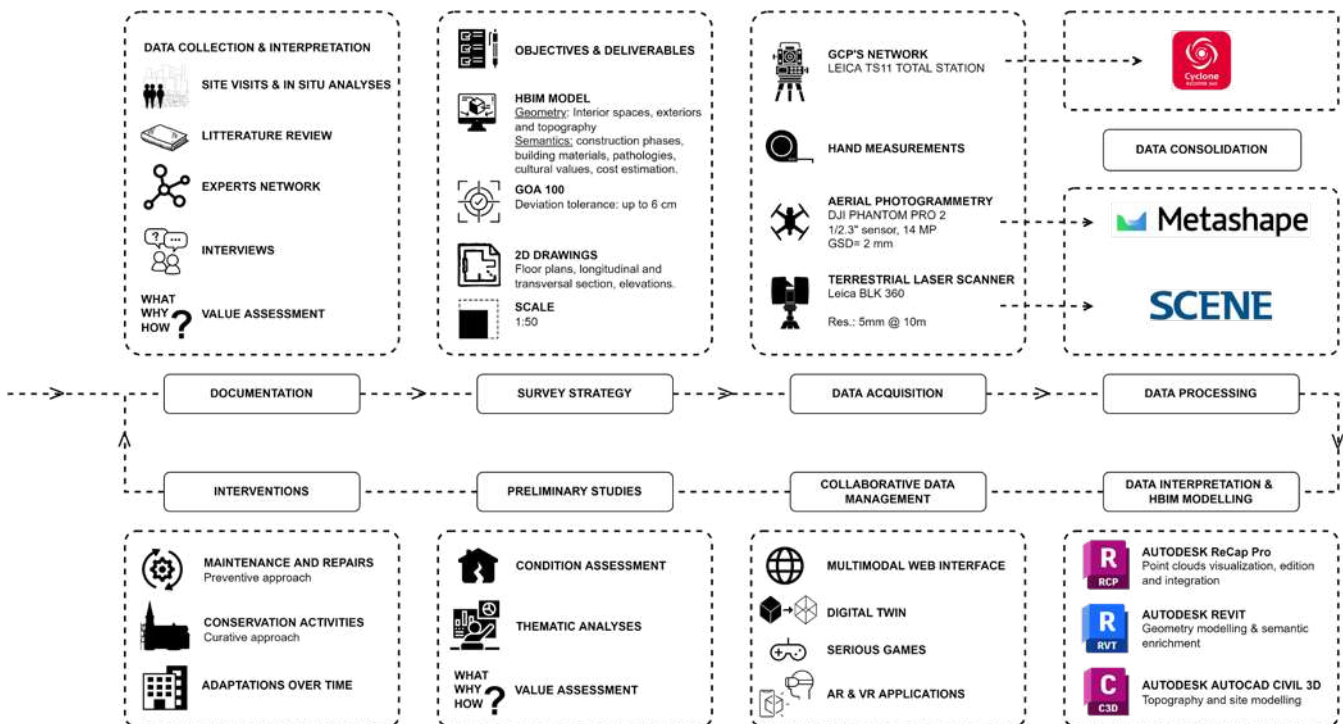 DATA COLLECTION & INTERPRETATION
SITE VISITS & IN SITU ANALYSES
LITTERATURE REVIEW
EXPERTS NETWORK
INTERVIEWS
WHAT
WHY
HOW ?
VALUE ASSESSMENT
OBJECTIVES & DELIVERABLES
HBIM MODEL
Geometry: Interior spaces, exteriors
and topography
Semantics: construction phases,
building materials, pathologies,
cultural values, cost estimation.
GOA 100
Deviation tolerance: up to 6 cm
2D DRAWINGS
Floor plans, longitudinal and
transversal section, elevations.
SCALE
1:50
GCP'S NETWORK
LEICA TS11 TOTAL STATION
HAND MEASUREMENTS
AERIAL PHOTOGRAMMETRY
DJI PHANTOM PRO 2
1/2.3" sensor, 14 MP
GSD= 2 mm
TERRESTRIAL LASER SCANNER
Leica BLK 360
Res.: 5mm @ 10m
Cyclone
DATA CONSOLIDATION
Metashape
SCENE
DOCUMENTATION
SURVEY STRATEGY
DATA ACQUISITION
DATA PROCESSING
INTERVENTIONS
PRELIMINARY STUDIES
COLLABORATIVE DATA
MANAGEMENT
DATA INTERPRETATION &
HBIM MODELLING
MAINTENANCE AND REPAIRS
Preventive approach
CONSERVATION ACTIVITIES
Curative approach
ADAPTATIONS OVER TIME
CONDITION ASSESSMENT
THEMATIC ANALYSES
WHAT
WHY
HOW ?
VALUE ASSESSMENT
MULTIMODAL WEB INTERFACE
DIGITAL TWIN
SERIOUS GAMES
AR & VR APPLICATIONS
R
RCP
AUTODESK ReCap Pro
Point clouds visualization, edition
and integration
R
RVT
AUTODESK REVIT
Geometry modelling & semantic
enrichment
C
C3D
AUTODESK AUTOCAD CIVIL 3D
Topography and site modelling